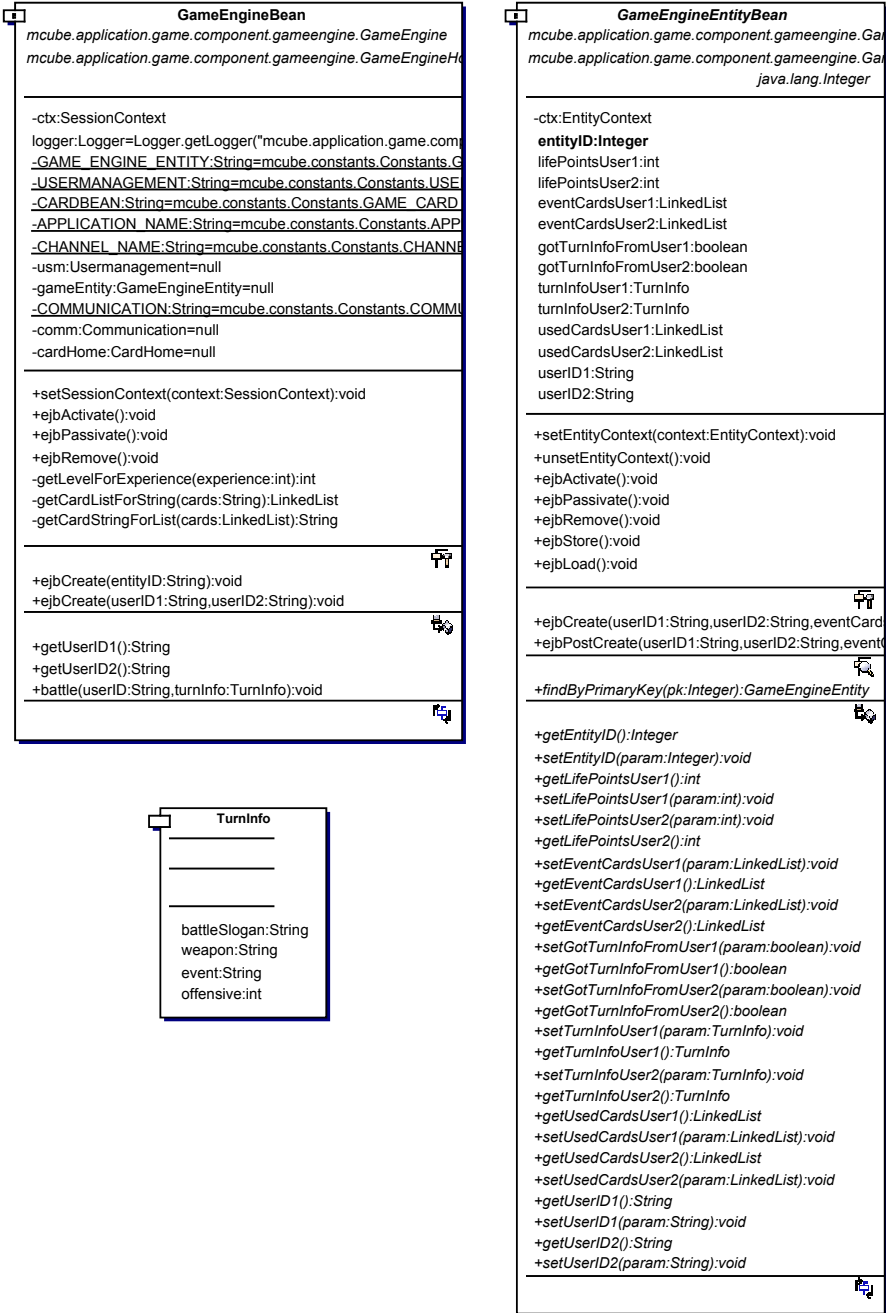 GameEngineBean
mcube.application.game.component.gameengine.GameEngine
mcube.application.game.component.gameengine.GameEngineHo
-ctx:SessionContext
logger:Logger=Logger.getLogger("mcube.application.game.comp
-GAME_ENGINE_ENTITY:String=mcube.constants.Constants.G
-USERMANAGEMENT:String=mcube.constants.Constants.USE
-CARDBEAN:String=mcube.constants.Constants.GAME_CARD
-APPLICATION_NAME:String=mcube.constants.Constants.APP
-CHANNEL_NAME:String=mcube.constants.Constants.CHANNE
-usm:Usermanagement=null
-gameEntity:GameEngineEntity=null
-COMMUNICATION:String=mcube.constants.Constants.COMMU
-comm:Communication=null
-cardHome:CardHome=null
+setSessionContext(context:SessionContext):void
+ejbActivate():void
+ejbPassivate():void
+ejbRemove():void
-getLevelForExperience(experience:int):int
-getCardListForString(cards:String):LinkedList
-getCardStringForList(cards:LinkedList):String
+ejbCreate(entityID:String):void
+ejbCreate(userID1:String,userID2:String):void
+getUserID1():String
+getUserID2():String
+battle(userID:String,turnInfo:TurnInfo):void
TurnInfo
battleSlogan:String
weapon:String
event:String
offensive:int
GameEngineEntityBean
mcube.application.game.component.gameengine.Gar
mcube.application.game.component.gameengine.Gar
java.lang.Integer
-ctx:EntityContext
entityID:Integer
lifePointsUser1:int
lifePointsUser2:int
eventCardsUser1:LinkedList
eventCardsUser2:LinkedList
gotTurnInfoFromUser1:boolean
gotTurnInfoFromUser2:boolean
turnInfoUser1:TurnInfo
turnInfoUser2:TurnInfo
usedCardsUser1:LinkedList
usedCardsUser2:LinkedList
userID1:String
userID2:String
+setEntityContext(context:EntityContext):void
+unsetEntityContext():void
+ejbActivate():void
+ejbPassivate():void
+ejbRemove():void
+ejbStore():void
+ejbLoad():void
+ejbCreate(userID1:String,userID2:String,eventCards
+ejbPostCreate(userID1:String,userID2:String,eventC
+findByPrimaryKey(pk:Integer):GameEngineEntity
+getEntityID():Integer
+setEntityID(param:Integer):void
+getLifePointsUser1():int
+setLifePointsUser1(param:int):void
+setLifePointsUser2(param:int):void
+getLifePointsUser2():int
+setEventCardsUser1(param:LinkedList):void
+getEventCardsUser1():LinkedList
+setEventCardsUser2(param:LinkedList):void
+getEventCardsUser2():LinkedList
+setGotTurnInfoFromUser1(param:boolean):void
+getGotTurnInfoFromUser1():boolean
+setGotTurnInfoFromUser2(param:boolean):void
+getGotTurnInfoFromUser2():boolean
+setTurnInfoUser1(param:TurnInfo):void
+getTurnInfoUser1():TurnInfo
+setTurnInfoUser2(param:TurnInfo):void
+getTurnInfoUser2():TurnInfo
+getUsedCardsUser1():LinkedList
+setUsedCardsUser1(param:LinkedList):void
+getUsedCardsUser2():LinkedList
+setUsedCardsUser2(param:LinkedList):void
+getUserID1():String
+setUserID1(param:String):void
+getUserID2():String
+setUserID2(param:String):void